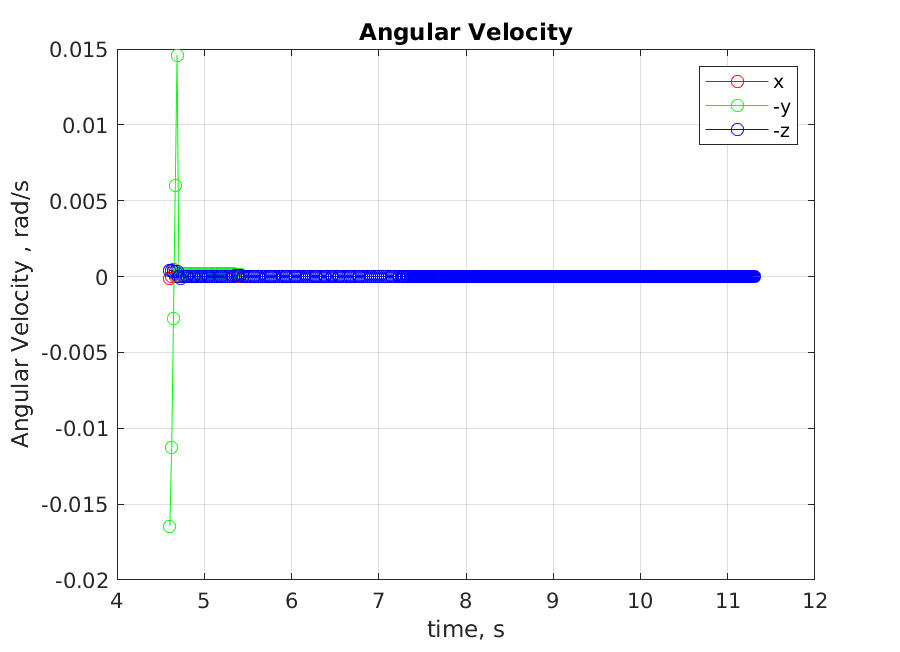 Angular Velocity
0.015
0.01
0.005
0
-0.005
-0.01
-0.015
-0.02
Angular Velocity , rad/s
x
-y
-z
4 5 6 7 8 9 10 11 12
time, s